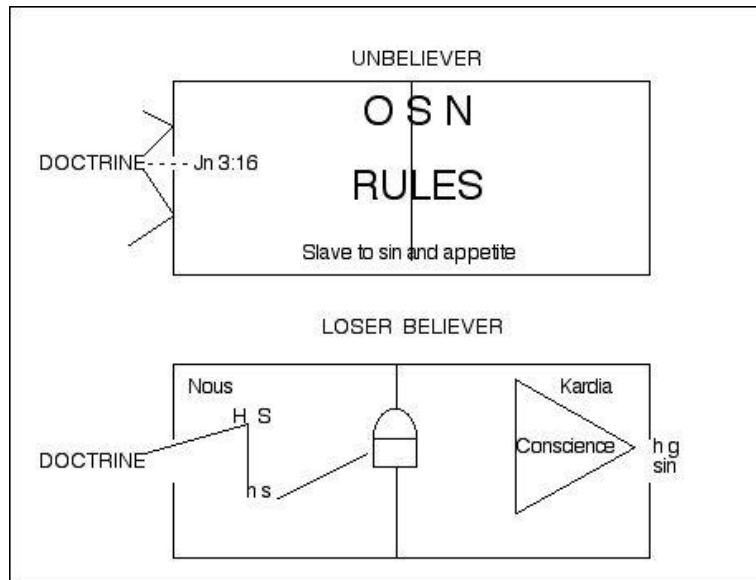 UNBELIEVER
O S N
DOCTRINE - - - - - Jn 3:16
RULES
Slave to sin and appetite
LOSER BELIEVER
Nous
Kardia
H S
DOCTRINE
Conscience
h g
sin
h s